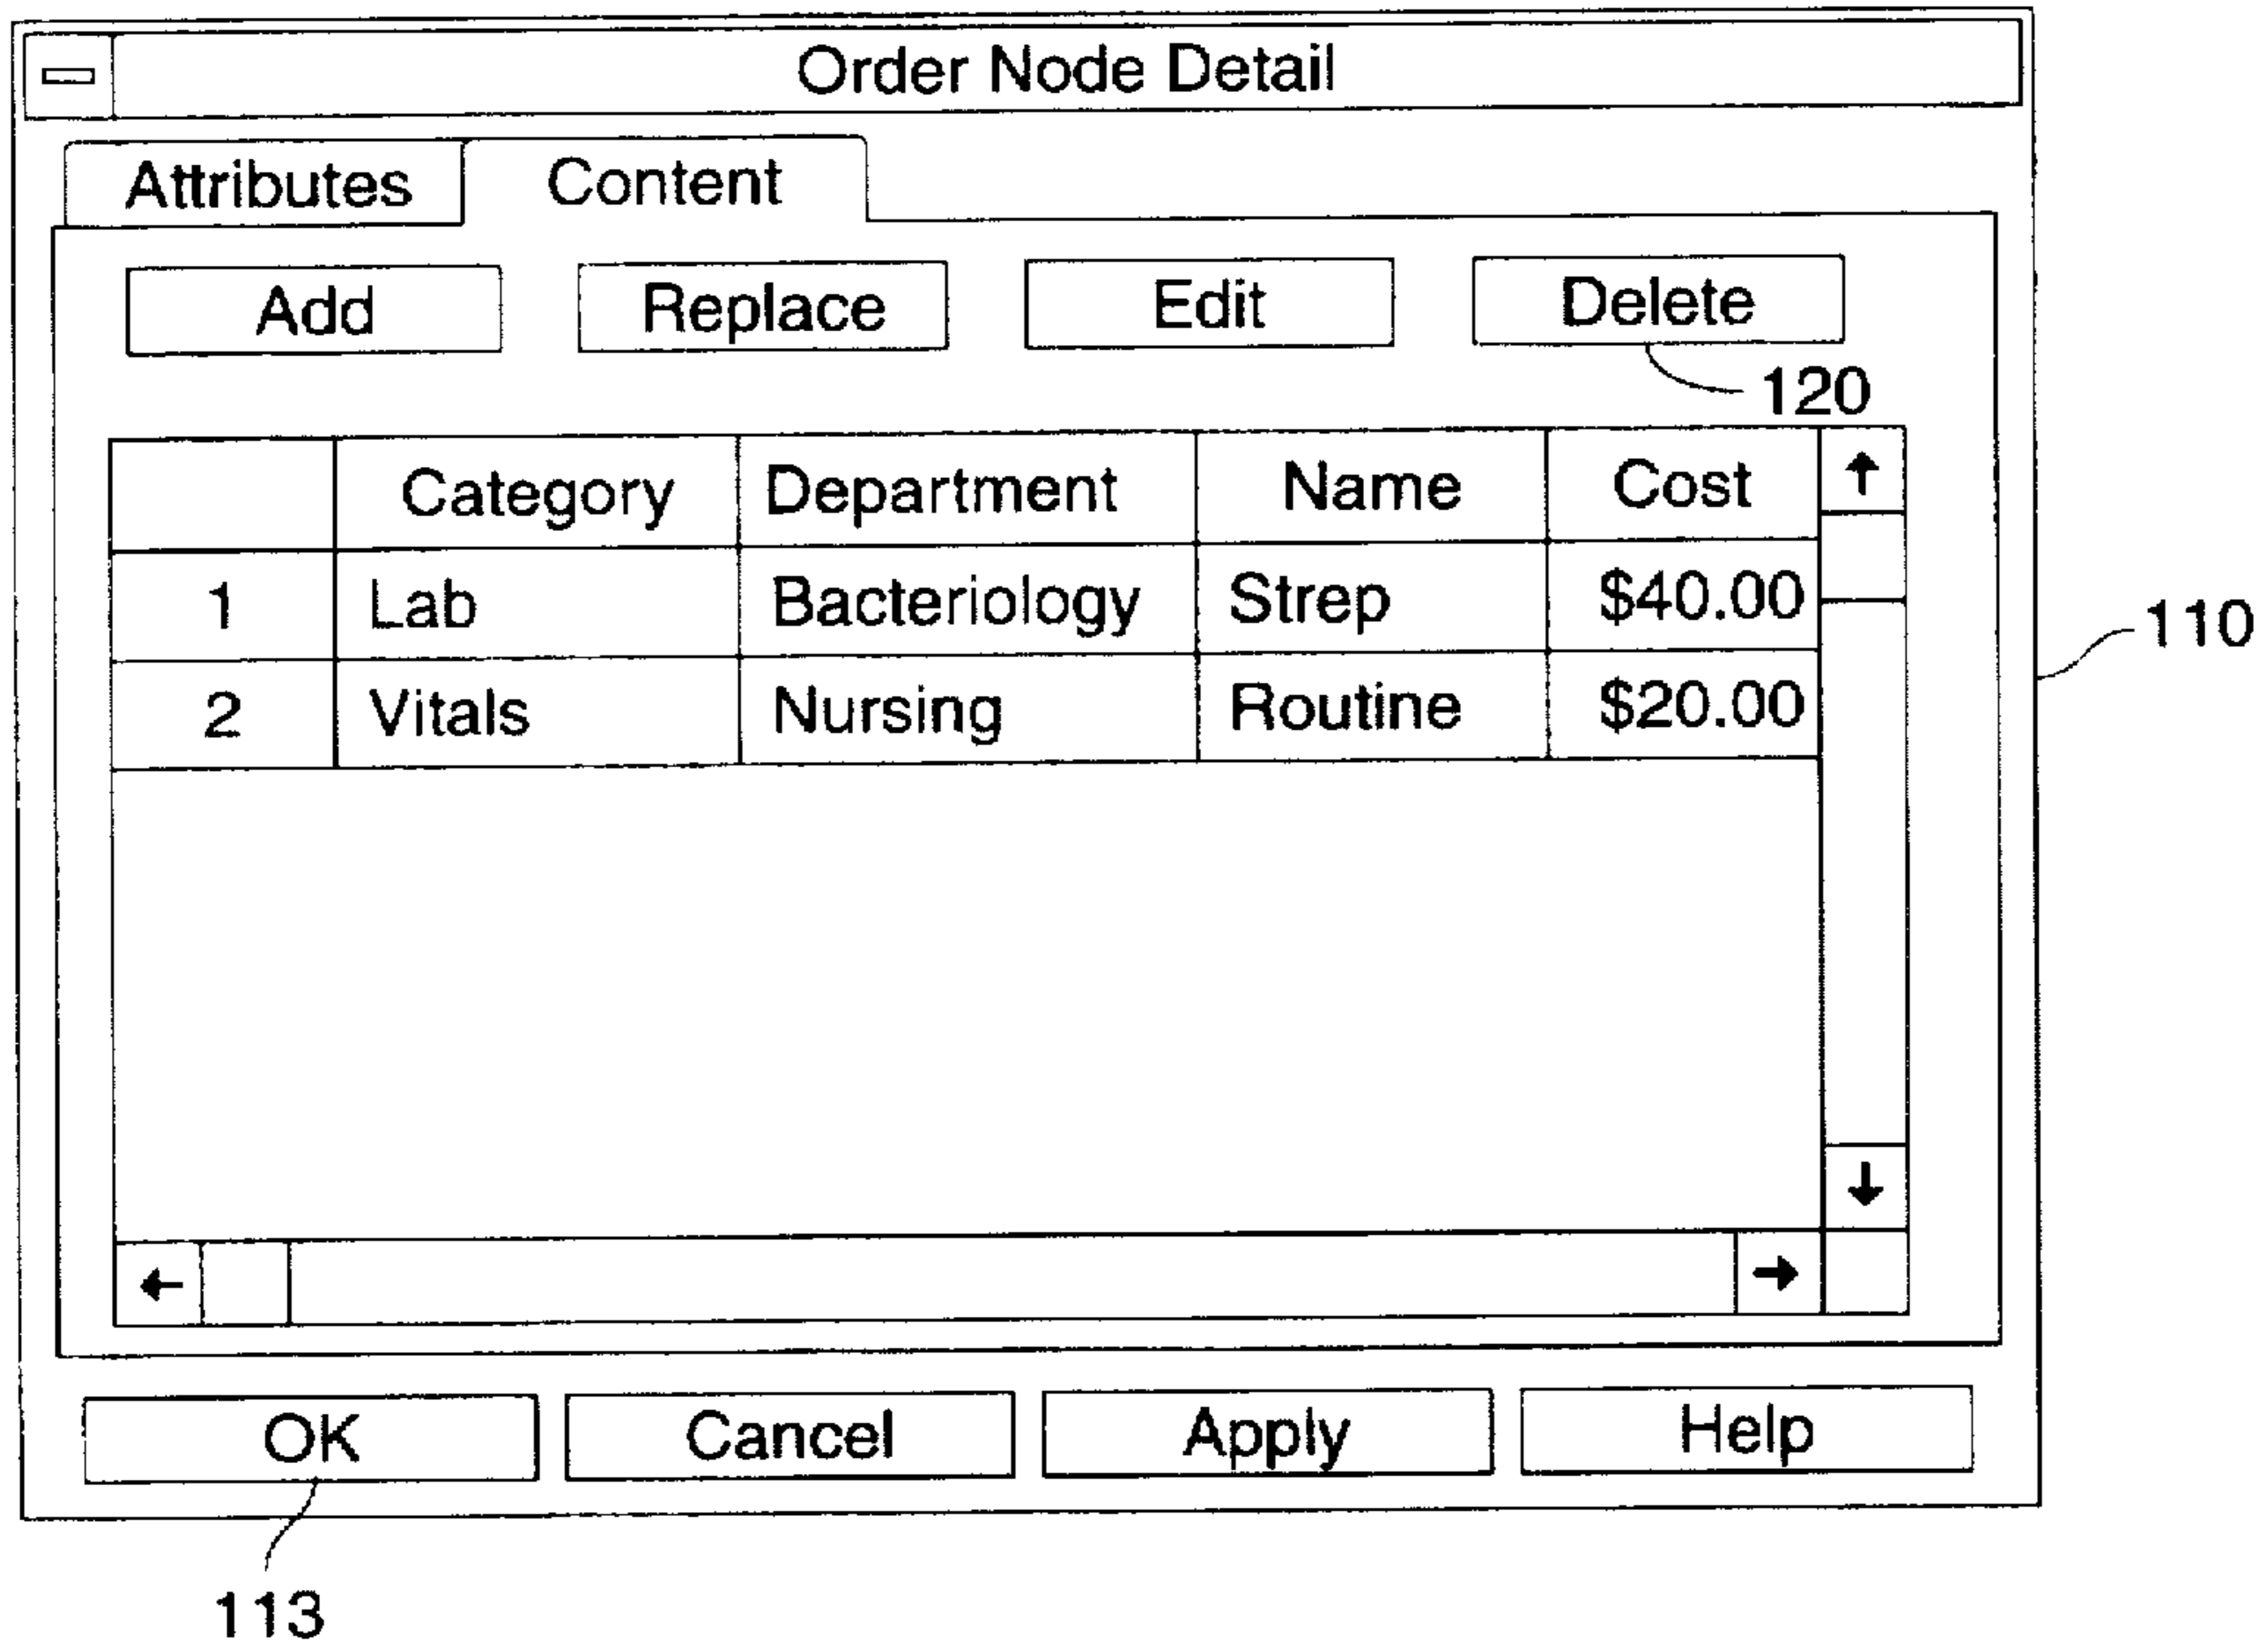 Order Node Detail
Attributes Content
Add Replace Edit Delete
120
Category Department Name Cost
1 Lab Bacteriology Strep $40.00
110
2 Vitals Nursing Routine $20.00
OK Cancel Apply Help
113